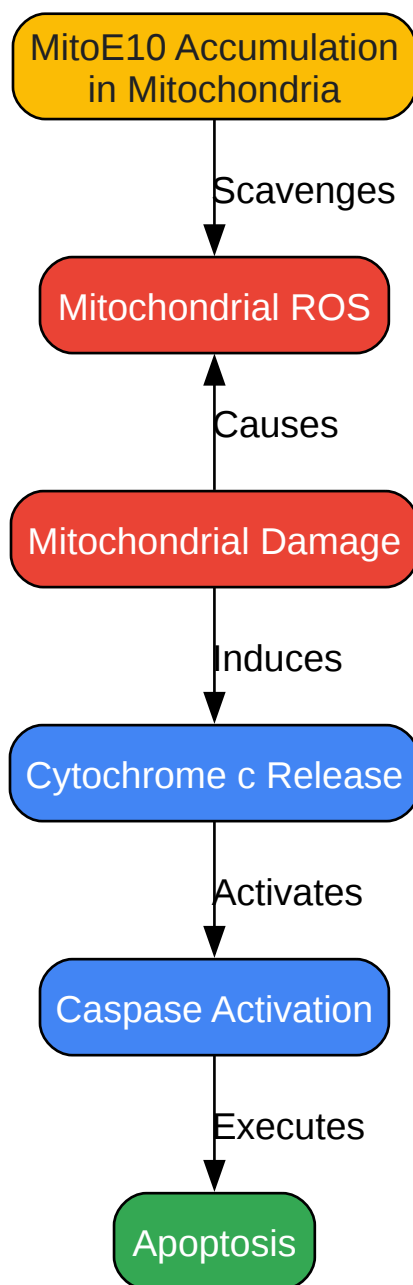 MitoE10 Accumulation
in Mitochondria
Scavenges
Mitochondrial ROS
Causes
Mitochondrial Damage
Induces
Cytochrome c Release
Activates
Caspase Activation
Executes
Apoptosis